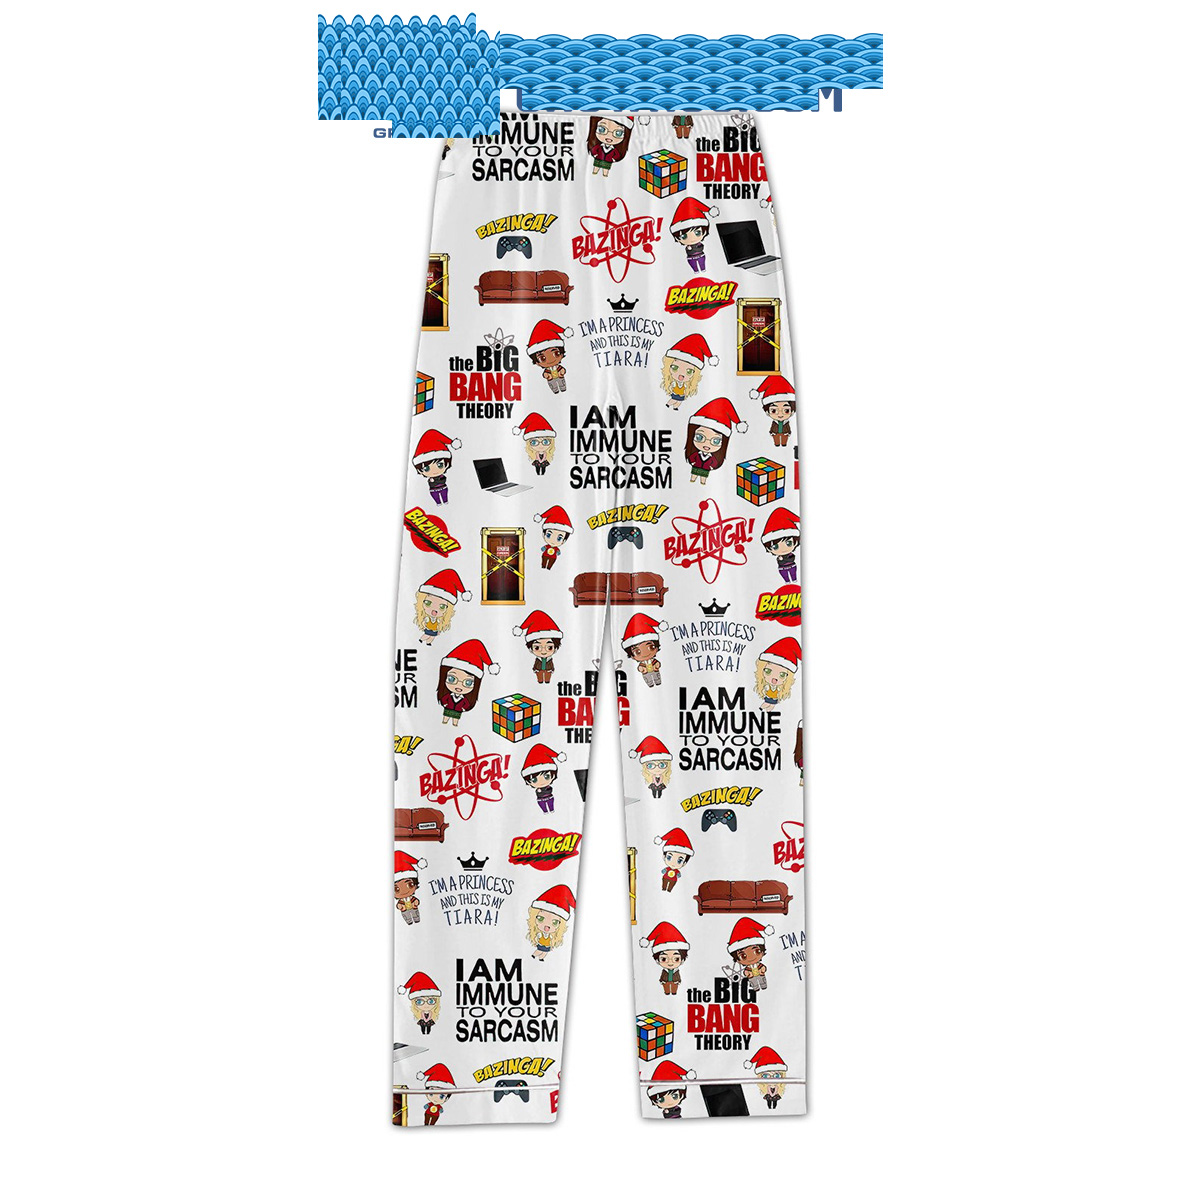 IMMUNE
TO YOUR
SARCASM
the BIG
BANG
THEORY
BAZINGA!
BAZINGA!
RESERVED
BAZINGA!
I'M A PRINCESS
AND THIS IS MY
TIARA!
the BIG
BANG
THEORY
I AM
IMMUNE
TO YOUR
SARCASM
BAZINGA!
BAZINGA!
BAZINGA!
RESERVED
I'M A PRINCESS
AND THIS IS MY
TIARA!
the BIG
BANG
I AM
IMMUNE
TO YOUR
SARCASM
BAZINGA!
BAZINGA!
BAZINGA!
I'M A PRINCESS
AND THIS IS MY
TIARA!
I AM
IMMUNE
TO YOUR
SARCASM
the BIG
BANG
THEORY
BAZINGA!